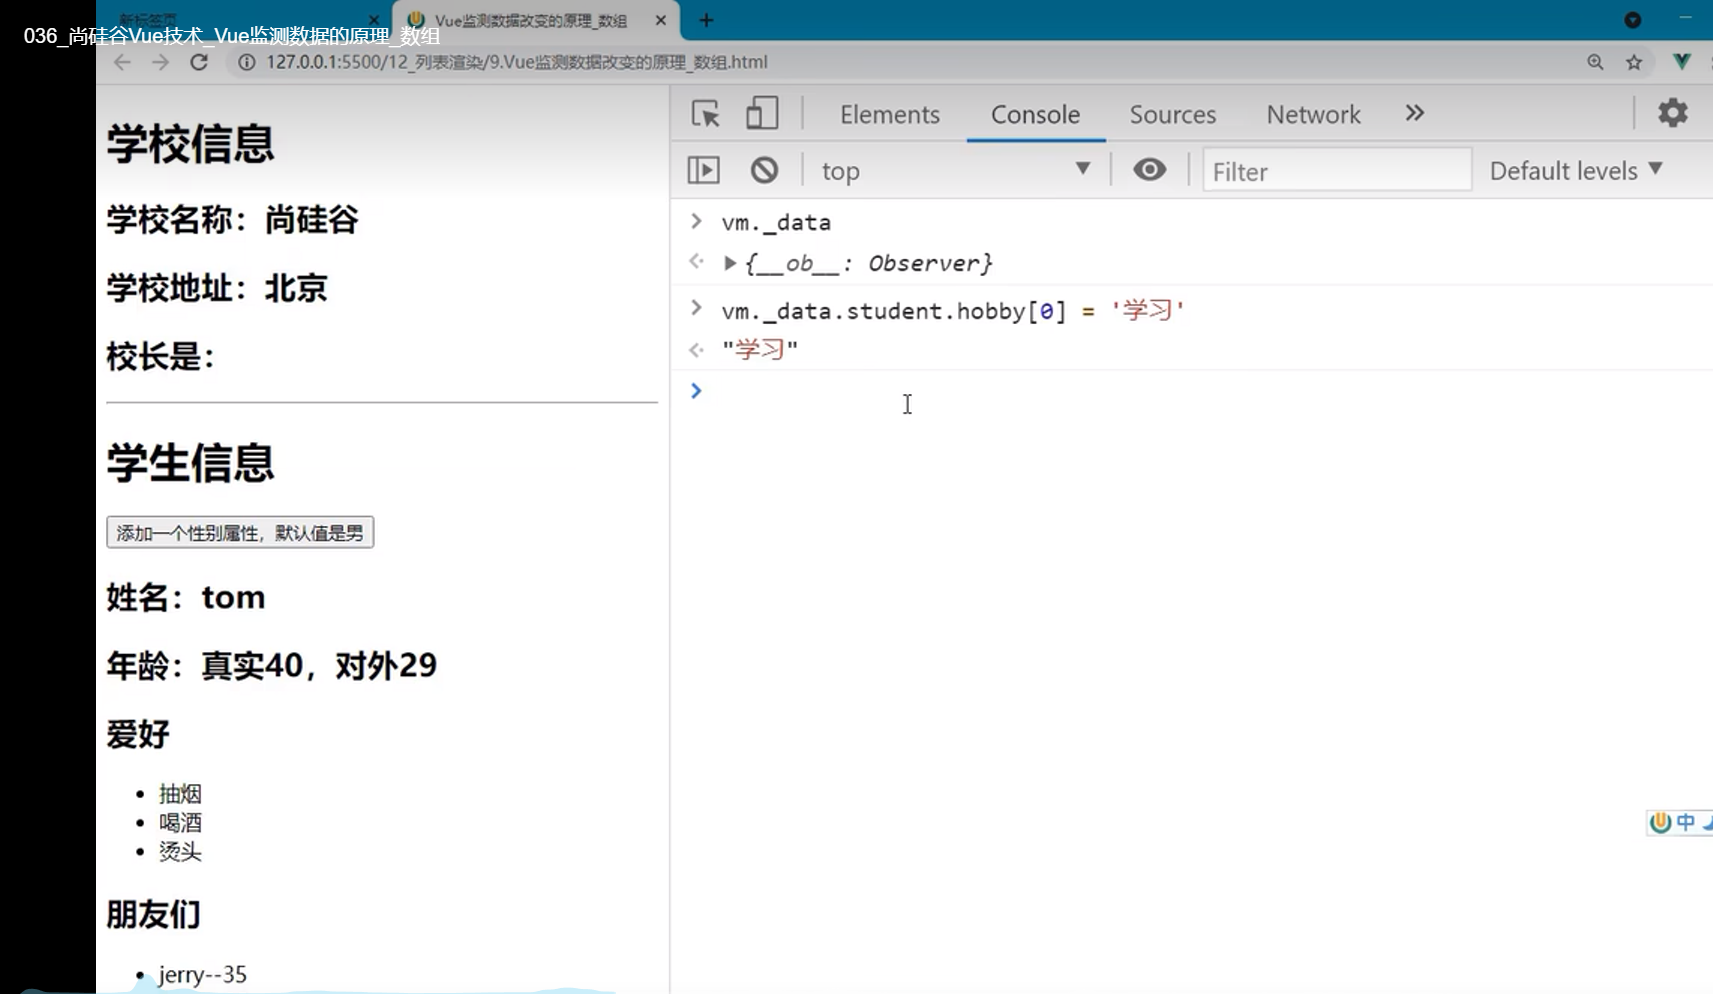 新标签页
Vue监测数据改变的原理_数组
036_尚硅谷Vue技术_Vue监测数据的原理_数组
127.0.0.1:5500/12_列表渲染/9.Vue监测数据改变的原理_数组.html
学校信息
学校名称：尚硅谷
学校地址：北京
校长是：
学生信息
添加一个性别属性，默认值是男
姓名：tom
年龄：真实40，对外29
爱好
抽烟
喝酒
烫头
朋友们
jerry--35
Elements Console Sources Network
top Filter Default levels
vm._data
{__ob__: Observer}
vm._data.student.hobby[0] = '学习'
"学习"
中